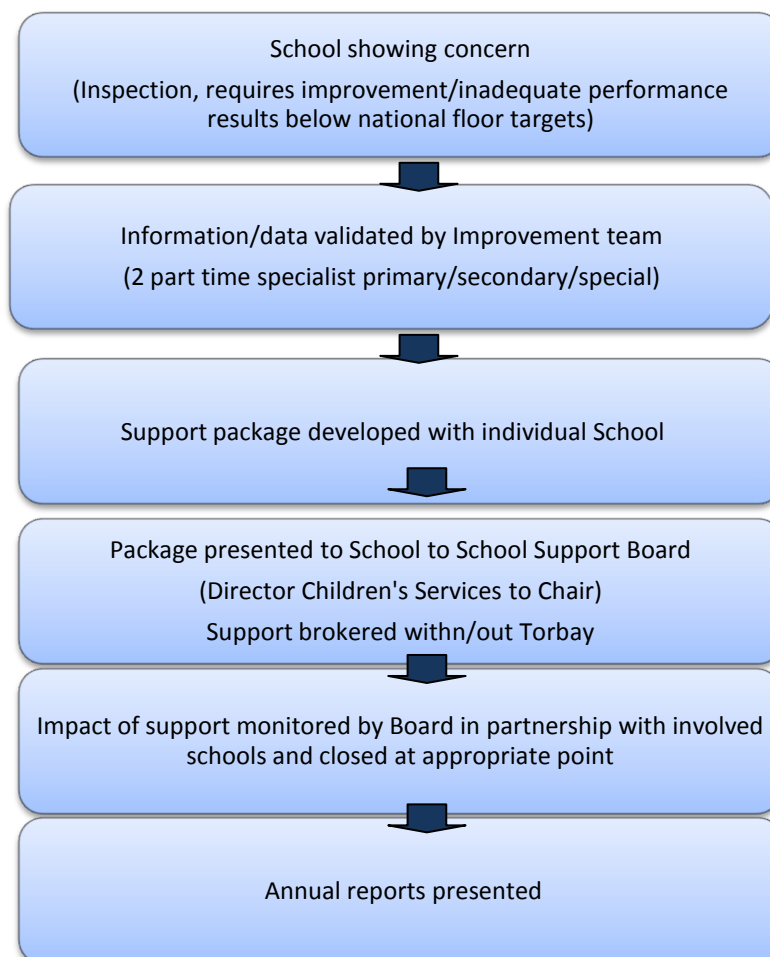 School showing concern
(Inspection, requires improvement/inadequate performance
results below national floor targets)
Information/data validated by Improvement team
(2 part time specialist primary/secondary/special)
Support package developed with individual School
Package presented to School to School Support Board
(Director Children's Services to Chair)
Support brokered withn/out Torbay
Impact of support monitored by Board in partnership with involved
schools and closed at appropriate point
Annual reports presented